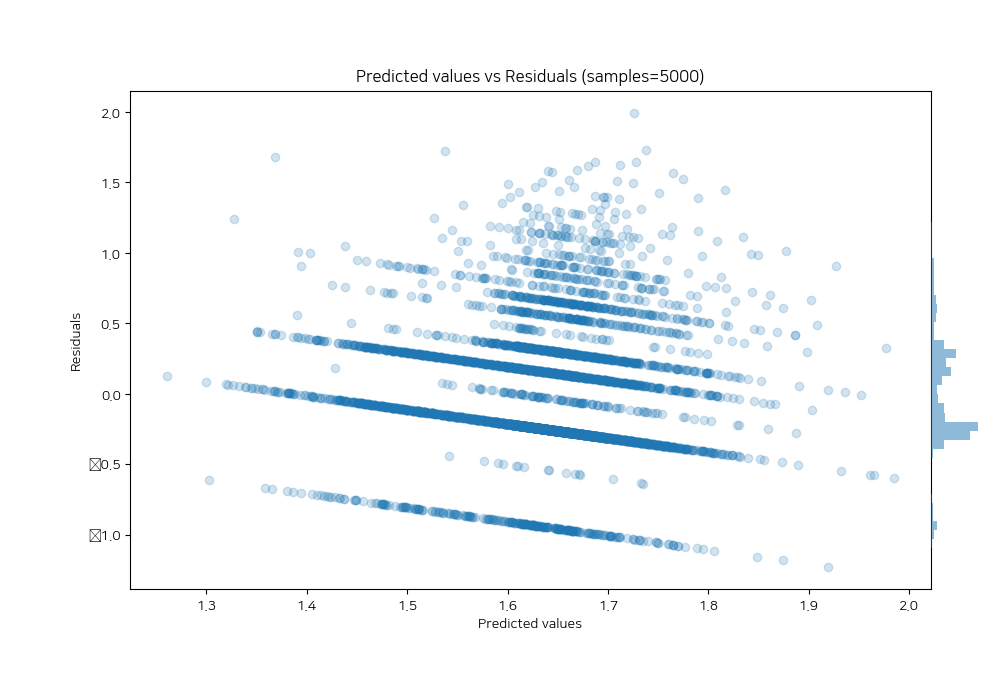 Predicted values vs Residuals (samples=5000)
2.0
1.5
1.0
0.5
0.0
☒0.5
☒1.0
Residuals
1.3 1.4 1.5 1.6 1.7 1.8 1.9 2.0
Predicted values